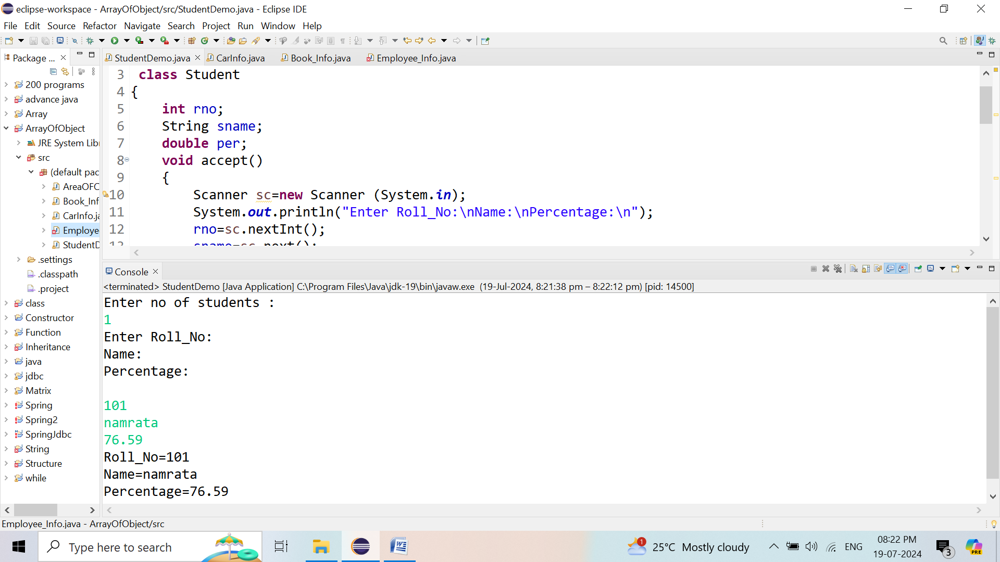 eclipse-workspace - ArrayOfObject/src/StudentDemo.java - Eclipse IDE
File Edit Source Refactor Navigate Search Project Run Window Help
Package ...
StudentDemo.java CarInfo.java Book_Info.java Employee_Info.java
200 programs
advance java
Array
ArrayOfObject
JRE System Libr
src
(default pac
AreaOFC
Book_Inf
CarInfo.ja
Employe
StudentD
.settings
.classpath
.project
class
Constructor
Function
Inheritance
java
jdbc
Matrix
Spring
Spring2
SpringJdbc
String
Structure
while
3 class Student
4 {
5 int rno;
6 String sname;
7 double per;
8 void accept()
9 {
10 Scanner sc=new Scanner (System.in);
11 System.out.println("Enter Roll_No:\nName:\nPercentage:\n");
12 rno=sc.nextInt();
13 sname=sc.next();
Console
<terminated> StudentDemo [Java Application] C:\Program Files\Java\jdk-19\bin\javaw.exe (19-Jul-2024, 8:21:38 pm – 8:22:12 pm) [pid: 14500]
Enter no of students :
1
Enter Roll_No:
Name:
Percentage:
101
namrata
76.59
Roll_No=101
Name=namrata
Percentage=76.59
Employee_Info.java - ArrayOfObject/src
Type here to search
1
25°C Mostly cloudy
ENG
08:22 PM
19-07-2024
3
PRE